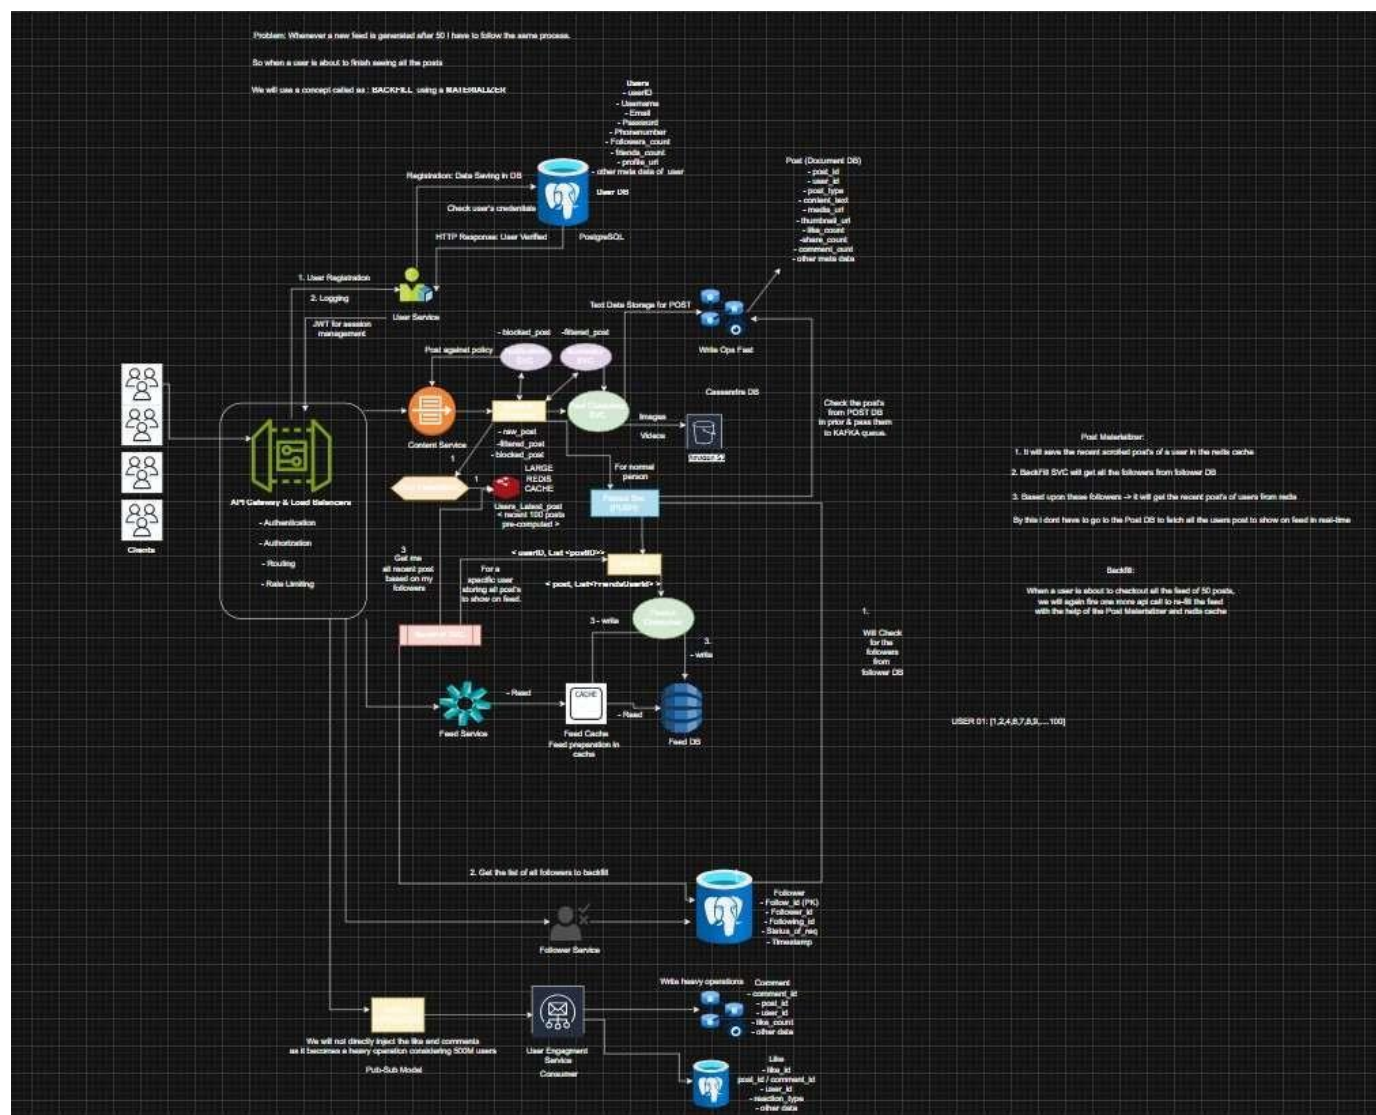 Problem: Whenever a new feed is generated after 50 I have to follow the same process.
So when a user is about to finish seeing all the posts
We will use a concept called as : BACKFILL using a MATERIALIZER
Users
- userID
- Username
- Email
- Password
- Phonenumber
- Followers_count
- friends_count
- profile_url
- other meta data of user
User DB
PostgreSQL
Registration: Data Saving in DB
Check user's credentials
HTTP Response: User Verified
1. User Registration
2. Logging
User Service
JWT for session
management
Post (Document DB)
- post_id
- user_id
- post_type
- content_text
- media_url
- thumbnail_url
- like_count
-share_count
- comment_count
- other meta data
Text Data Storage for POST
Write Ops Fast
Cassandra DB
- blocked_post
-filtered_post
Post against policy
Content Service
- raw_post
-filtered_post
- blocked_post
Images
Videos
Amazon S3
Check the post's
from POST DB
in prior & pass them
to KAFKA queue.
Clients
API Gateway & Load Balancers
- Authentication
- Authorization
- Routing
- Rate Limiting
1
1
LARGE
REDIS
CACHE
Users_Latest_post
< recent 100 posts
pre-computed >
For normal
person
3
Get me
all recent post
based on my
followers
For a
specific user
storing all post's
to show on feed.
< userID, List <postID>>
< post, List<FriendsUserId> >
3 - write
3.
- write
Feed Service
- Read
CACHE
Feed Cache
Feed preparation in
cache
- Read
Feed DB
1.
Will Check
for the
followers
from
follower DB
Post Materializer:
1. It will save the recent scrolled post's of a user in the redis cache
2. BackFill SVC will get all the followers from follower DB
3. Based upon these followers -> it will get the recent post's of users from redis
By this I dont have to go to the Post DB to fetch all the users post to show on feed in real-time
Backfill:
When a user is about to checkout all the feed of 50 posts,
we will again fire one more api call to re-fill the feed
with the help of the Post Materializer and redis cache
USER 01: [1,2,4,6,7,8,9,....100]
2. Get the list of all followers to backfill
Follower Service
Follower
- Follow_id (PK)
- Follower_id
- Following_id
- Status_of_req
- Timestamp
We will not directly inject the like and comments
as it becomes a heavy operation considering 500M users
Pub-Sub Model
User Engagment
Service
Consumer
Write heavy operations
Comment
- comment_id
- post_id
- user_id
- like_count
- other data
Like
- like_id
post_id / comment_id
- user_id
- reaction_type
- other data